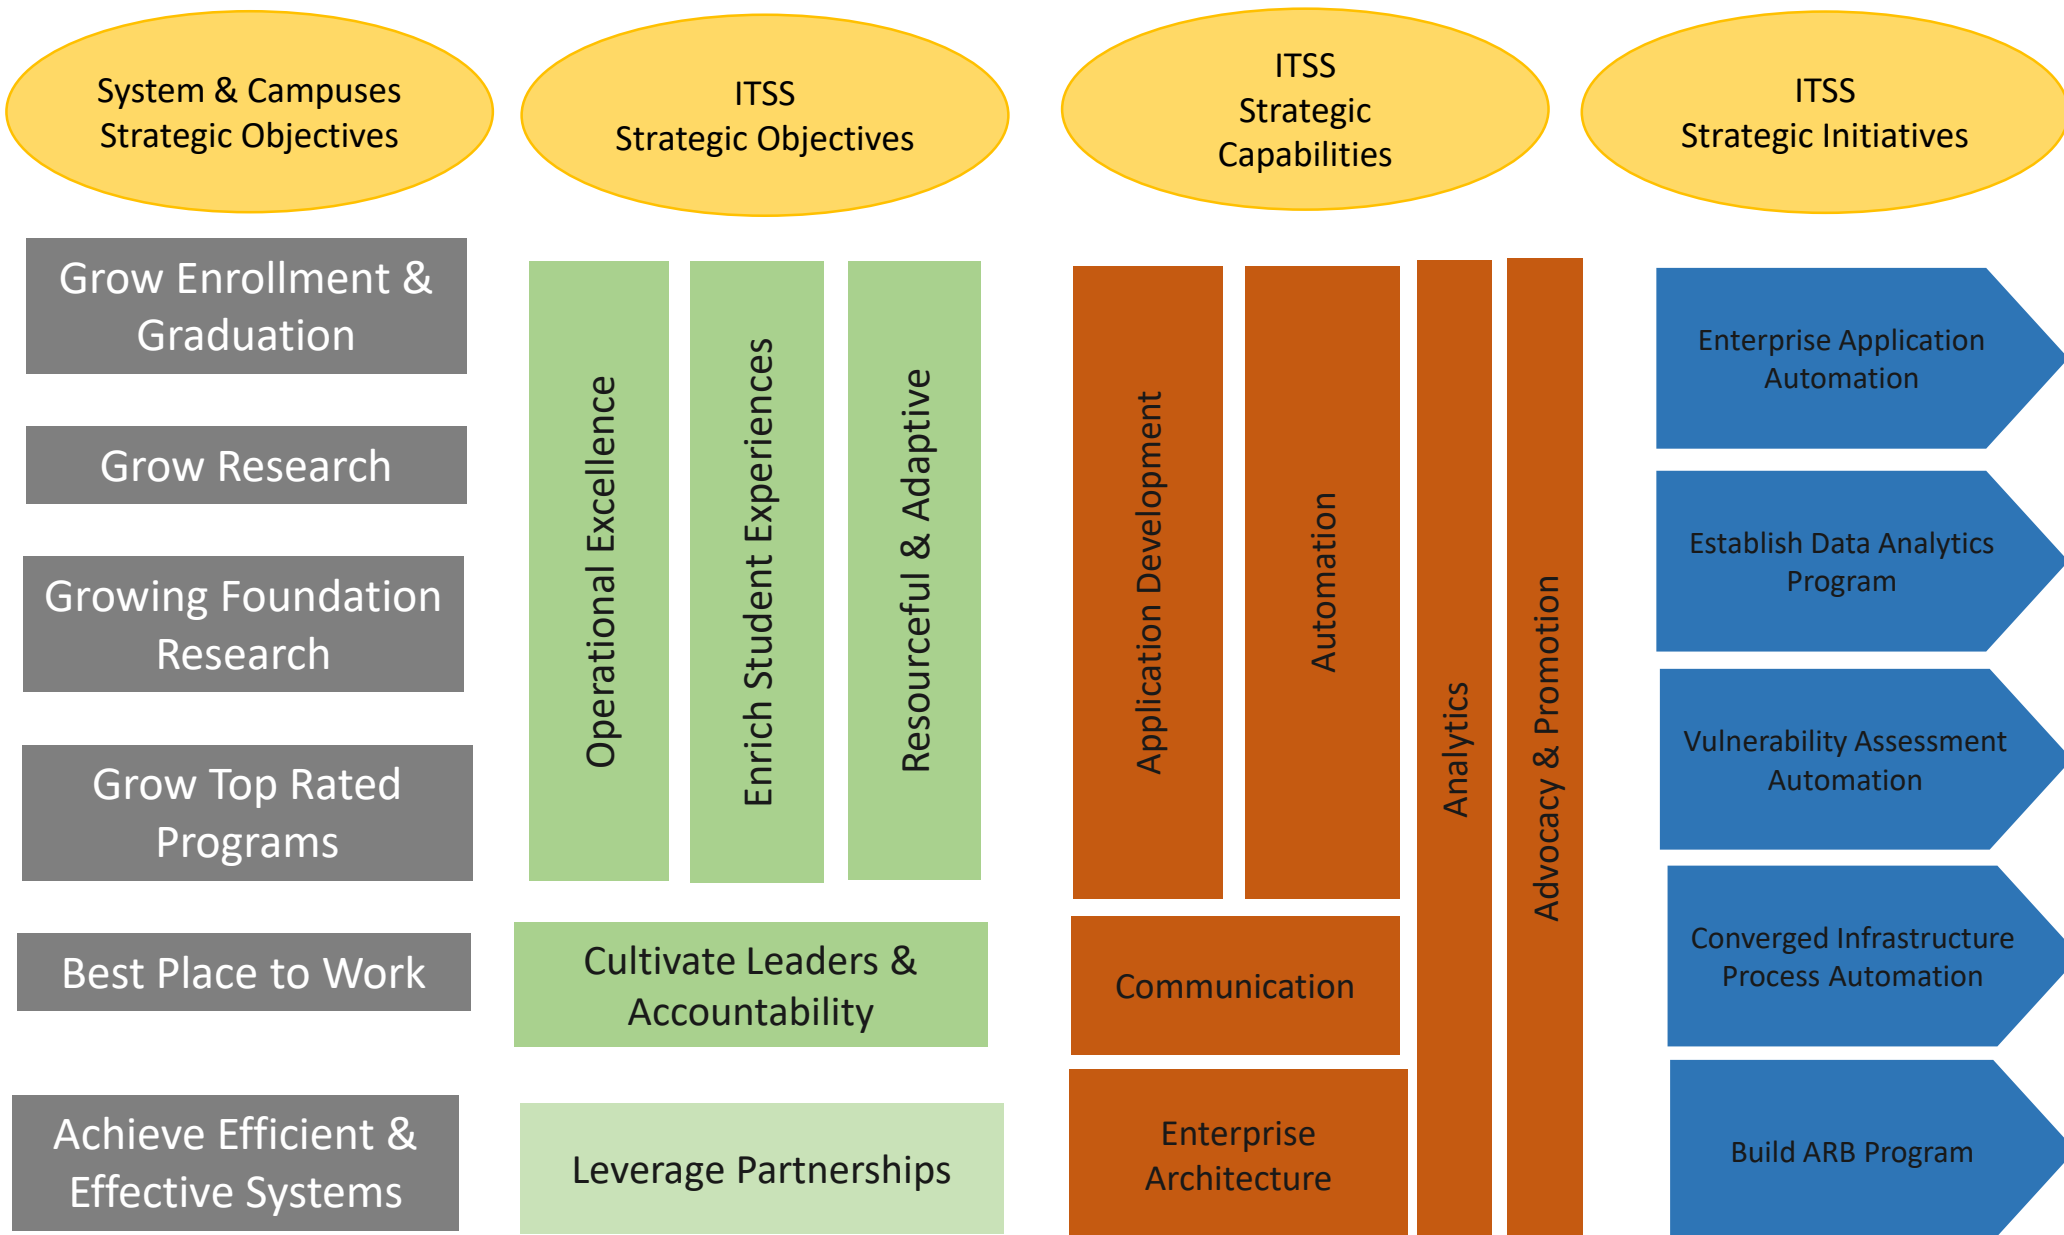 System & Campuses
Strategic Objectives
ITSS
Strategic Objectives
ITSS
Strategic
Capabilities
ITSS
Strategic Initiatives
Grow Enrollment &
Graduation
Grow Research
Growing Foundation
Research
Grow Top Rated
Programs
Best Place to Work
Achieve Efficient &
Effective Systems
Operational Excellence
Enrich Student Experiences
Resourceful & Adaptive
Cultivate Leaders &
Accountability
Leverage Partnerships
Application Development
Automation
Analytics
Advocacy & Promotion
Communication
Enterprise
Architecture
Enterprise Application
Automation
Establish Data Analytics
Program
Vulnerability Assessment
Automation
Converged Infrastructure
Process Automation
Build ARB Program